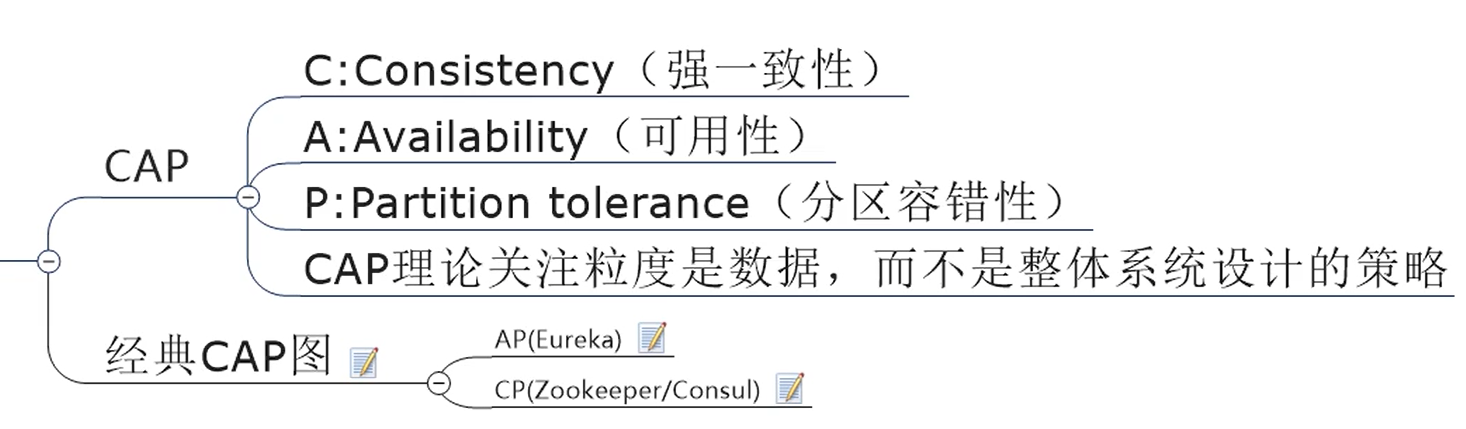 CAP
C:Consistency（强一致性）
A:Availability（可用性）
P:Partition tolerance（分区容错性）
CAP理论关注粒度是数据，而不是整体系统设计的策略
经典CAP图
AP(Eureka)
CP(Zookeeper/Consul)